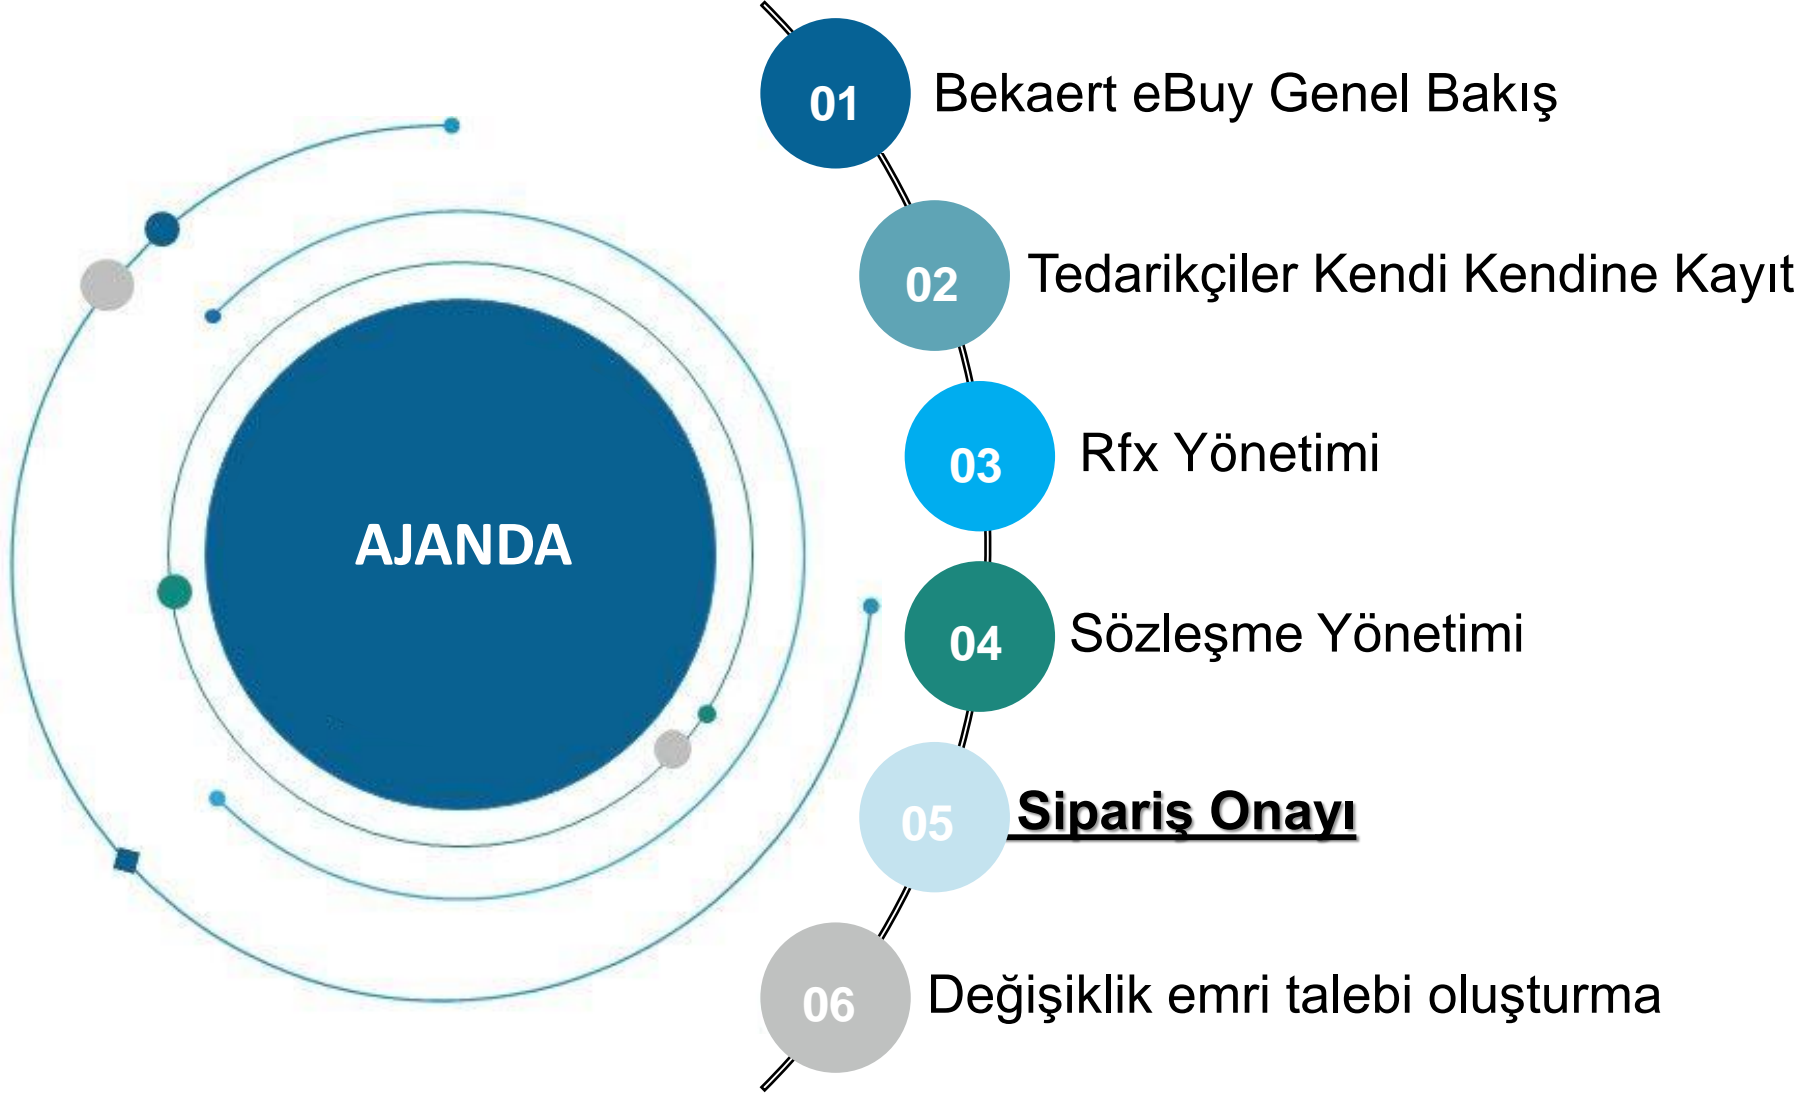 AJANDA
01
Bekaert eBuy Genel Bakış
02
Tedarikçiler Kendi Kendine Kayıt
03
Rfx Yönetimi
04
Sözleşme Yönetimi
05
Sipariş Onayı
06
Değişiklik emri talebi oluşturma